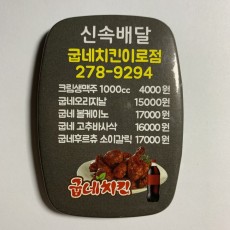 신속배달
굽네치킨이로점
278-9294
크림생맥주 1000cc 4000원
굽네오리지날 15000원
굽네 볼케이노 17000원
굽네 고추바사삭 16000원
굽네후르츄 소이갈릭 17000원
굽네치킨